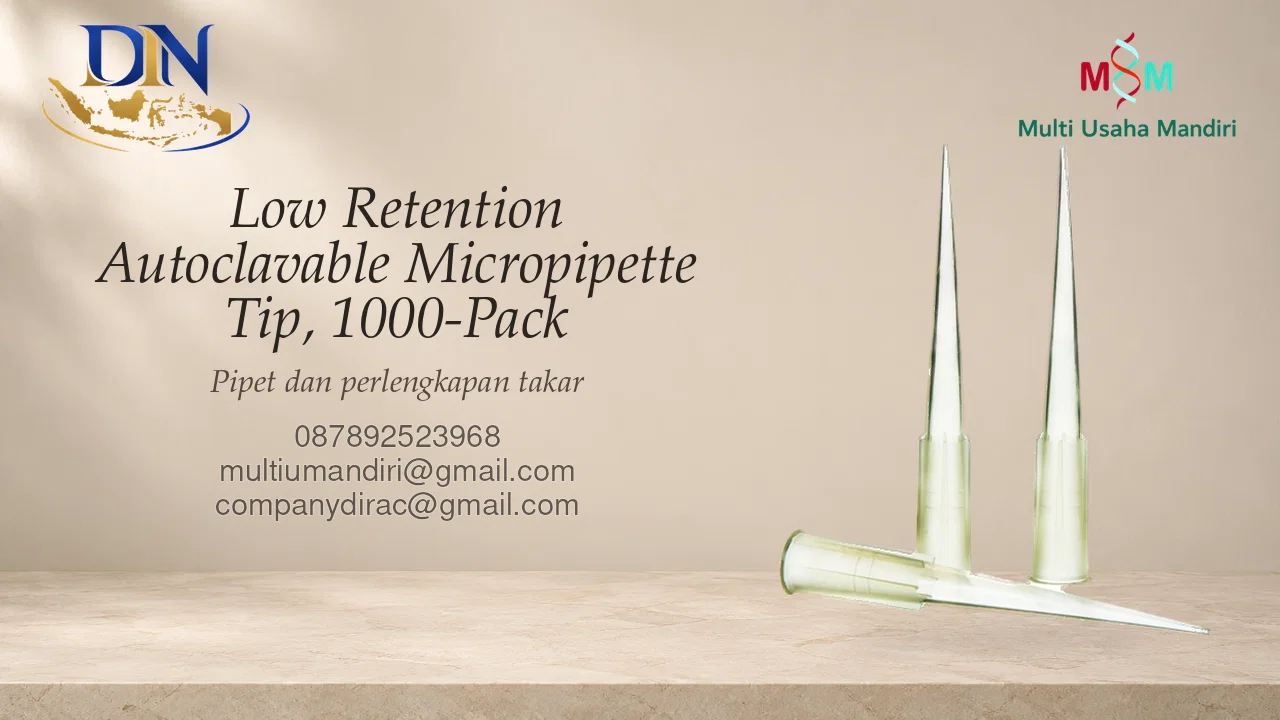 DIN
M M
Multi Usaha Mandiri
Low Retention
Autoclavable Micropipette
Tip, 1000-Pack
Pipet dan perlengkapan takar
087892523968
multiumandiri@gmail.com
companydirac@gmail.com